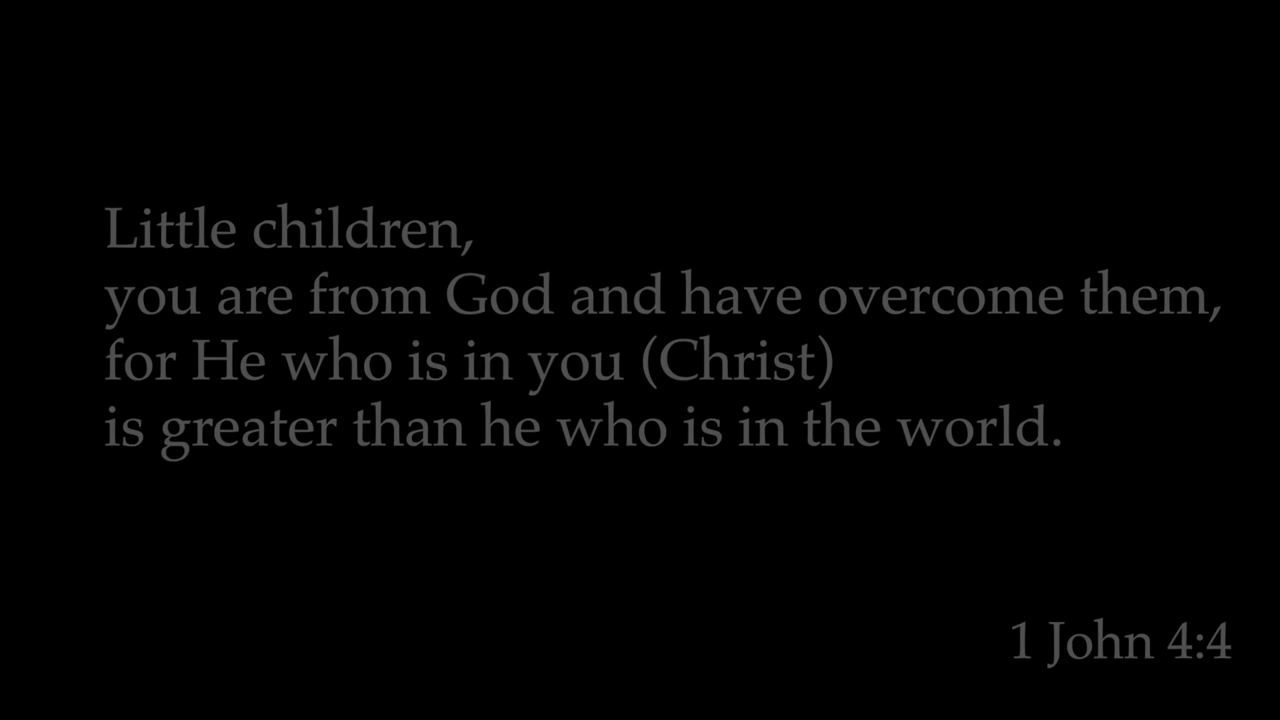 Little children,
you are from God and have overcome them,
for He who is in you (Christ)
is greater than he who is in the world.
1 John 4:4